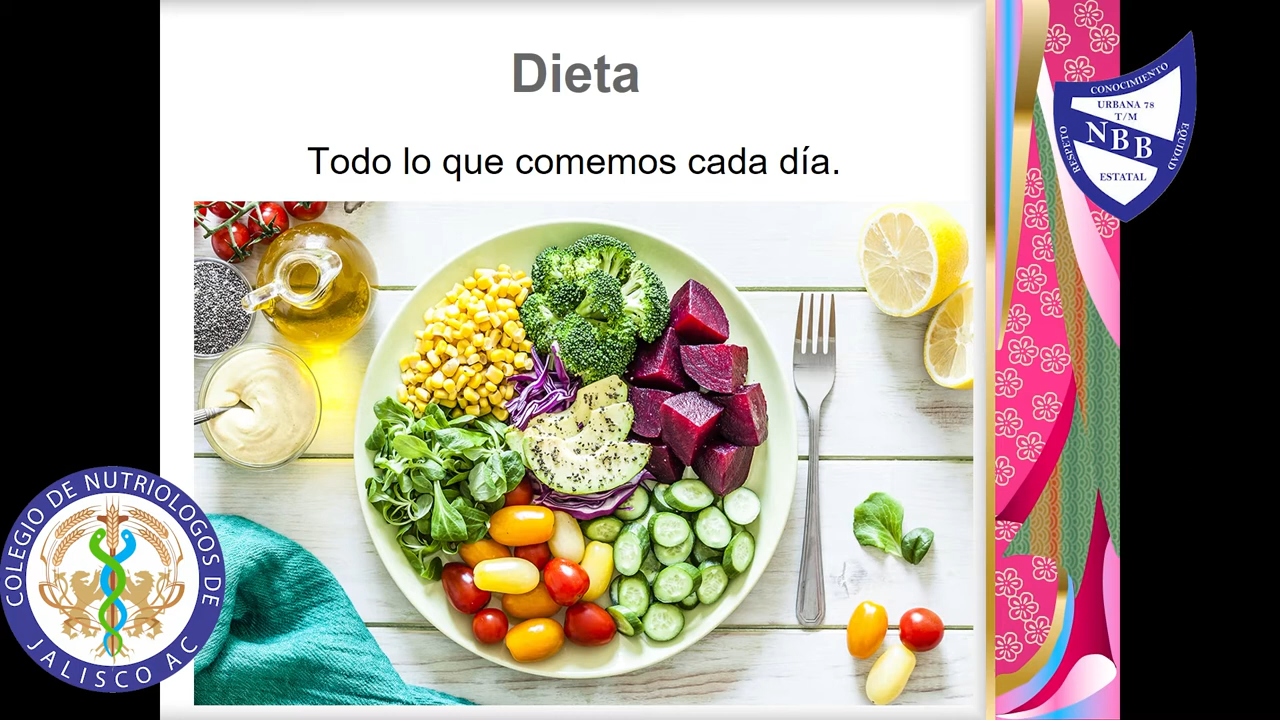 Dieta
Todo lo que comemos cada día.
CONOCIMIENTO
URBANA 78
T/M
RESPETO
NBB
EQUIDAD
ESTATAL
COLEGIO DE NUTRIOLOGOS DE
JALISCO AC